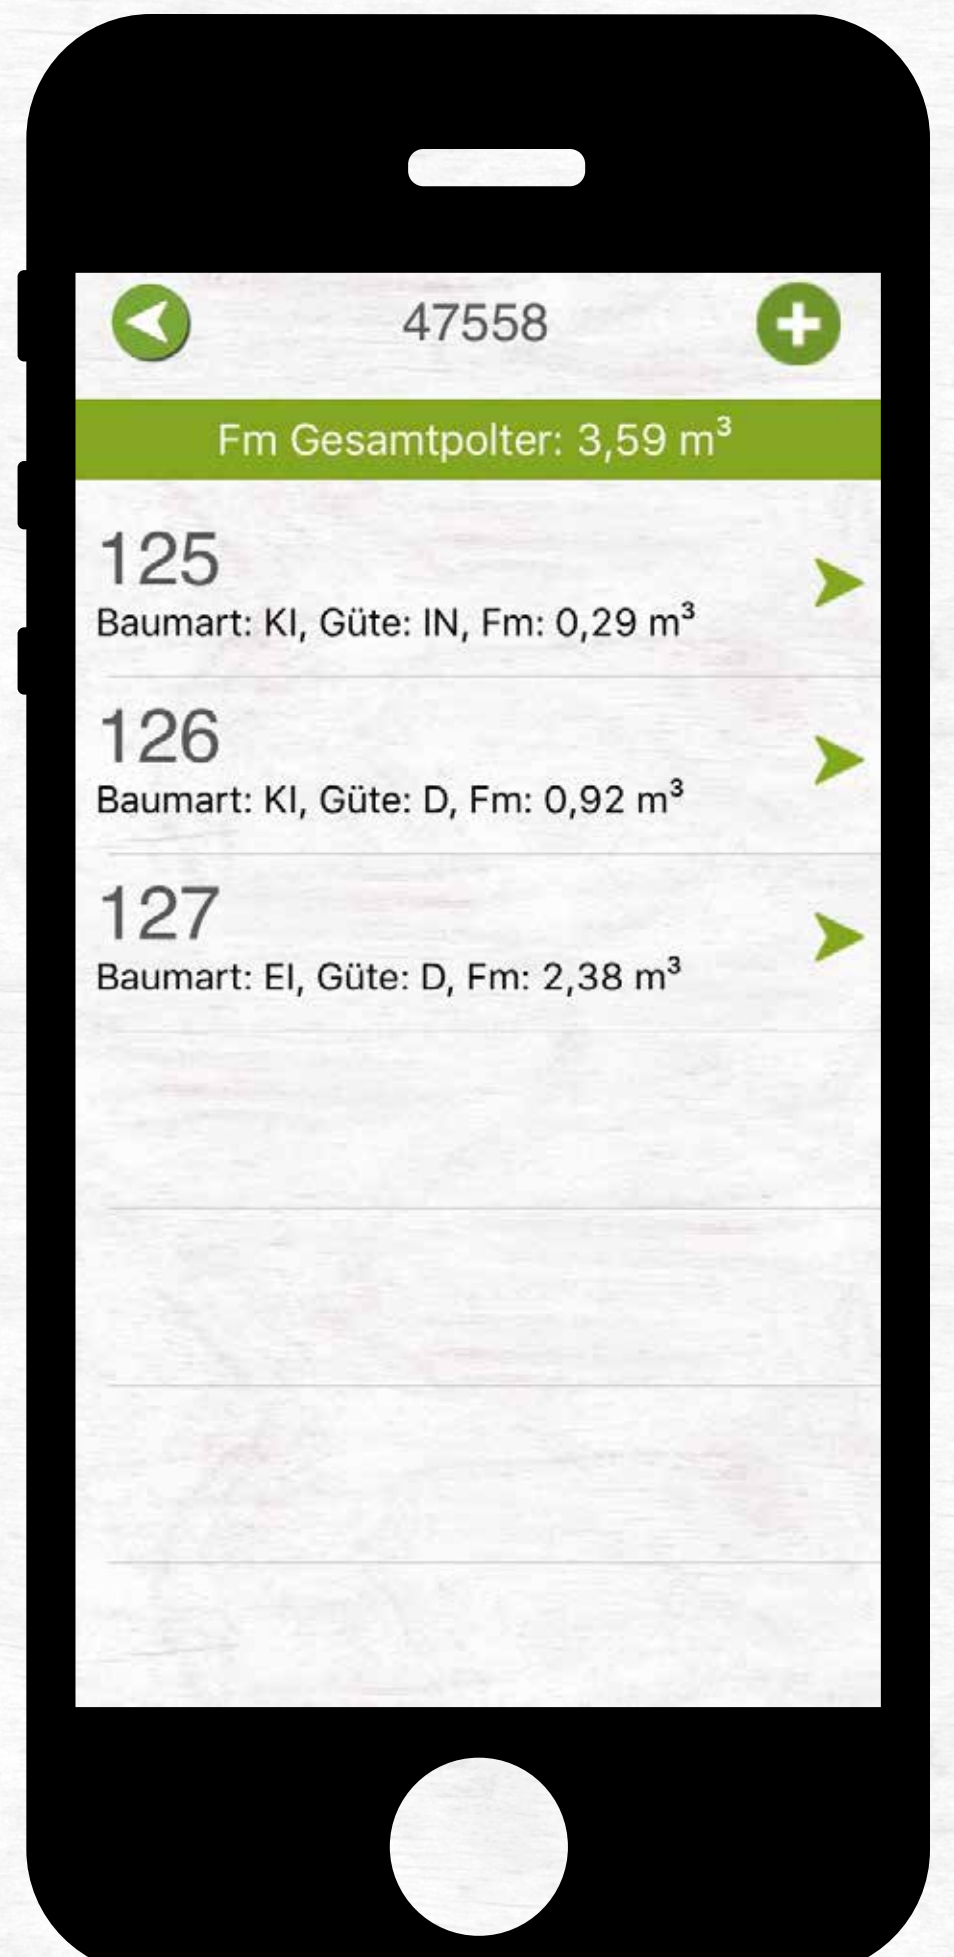 47558
Fm Gesamtpolter: 3,59 m³
125
Baumart: KI, Güte: IN, Fm: 0,29 m³
126
Baumart: KI, Güte: D, Fm: 0,92 m³
127
Baumart: EI, Güte: D, Fm: 2,38 m³